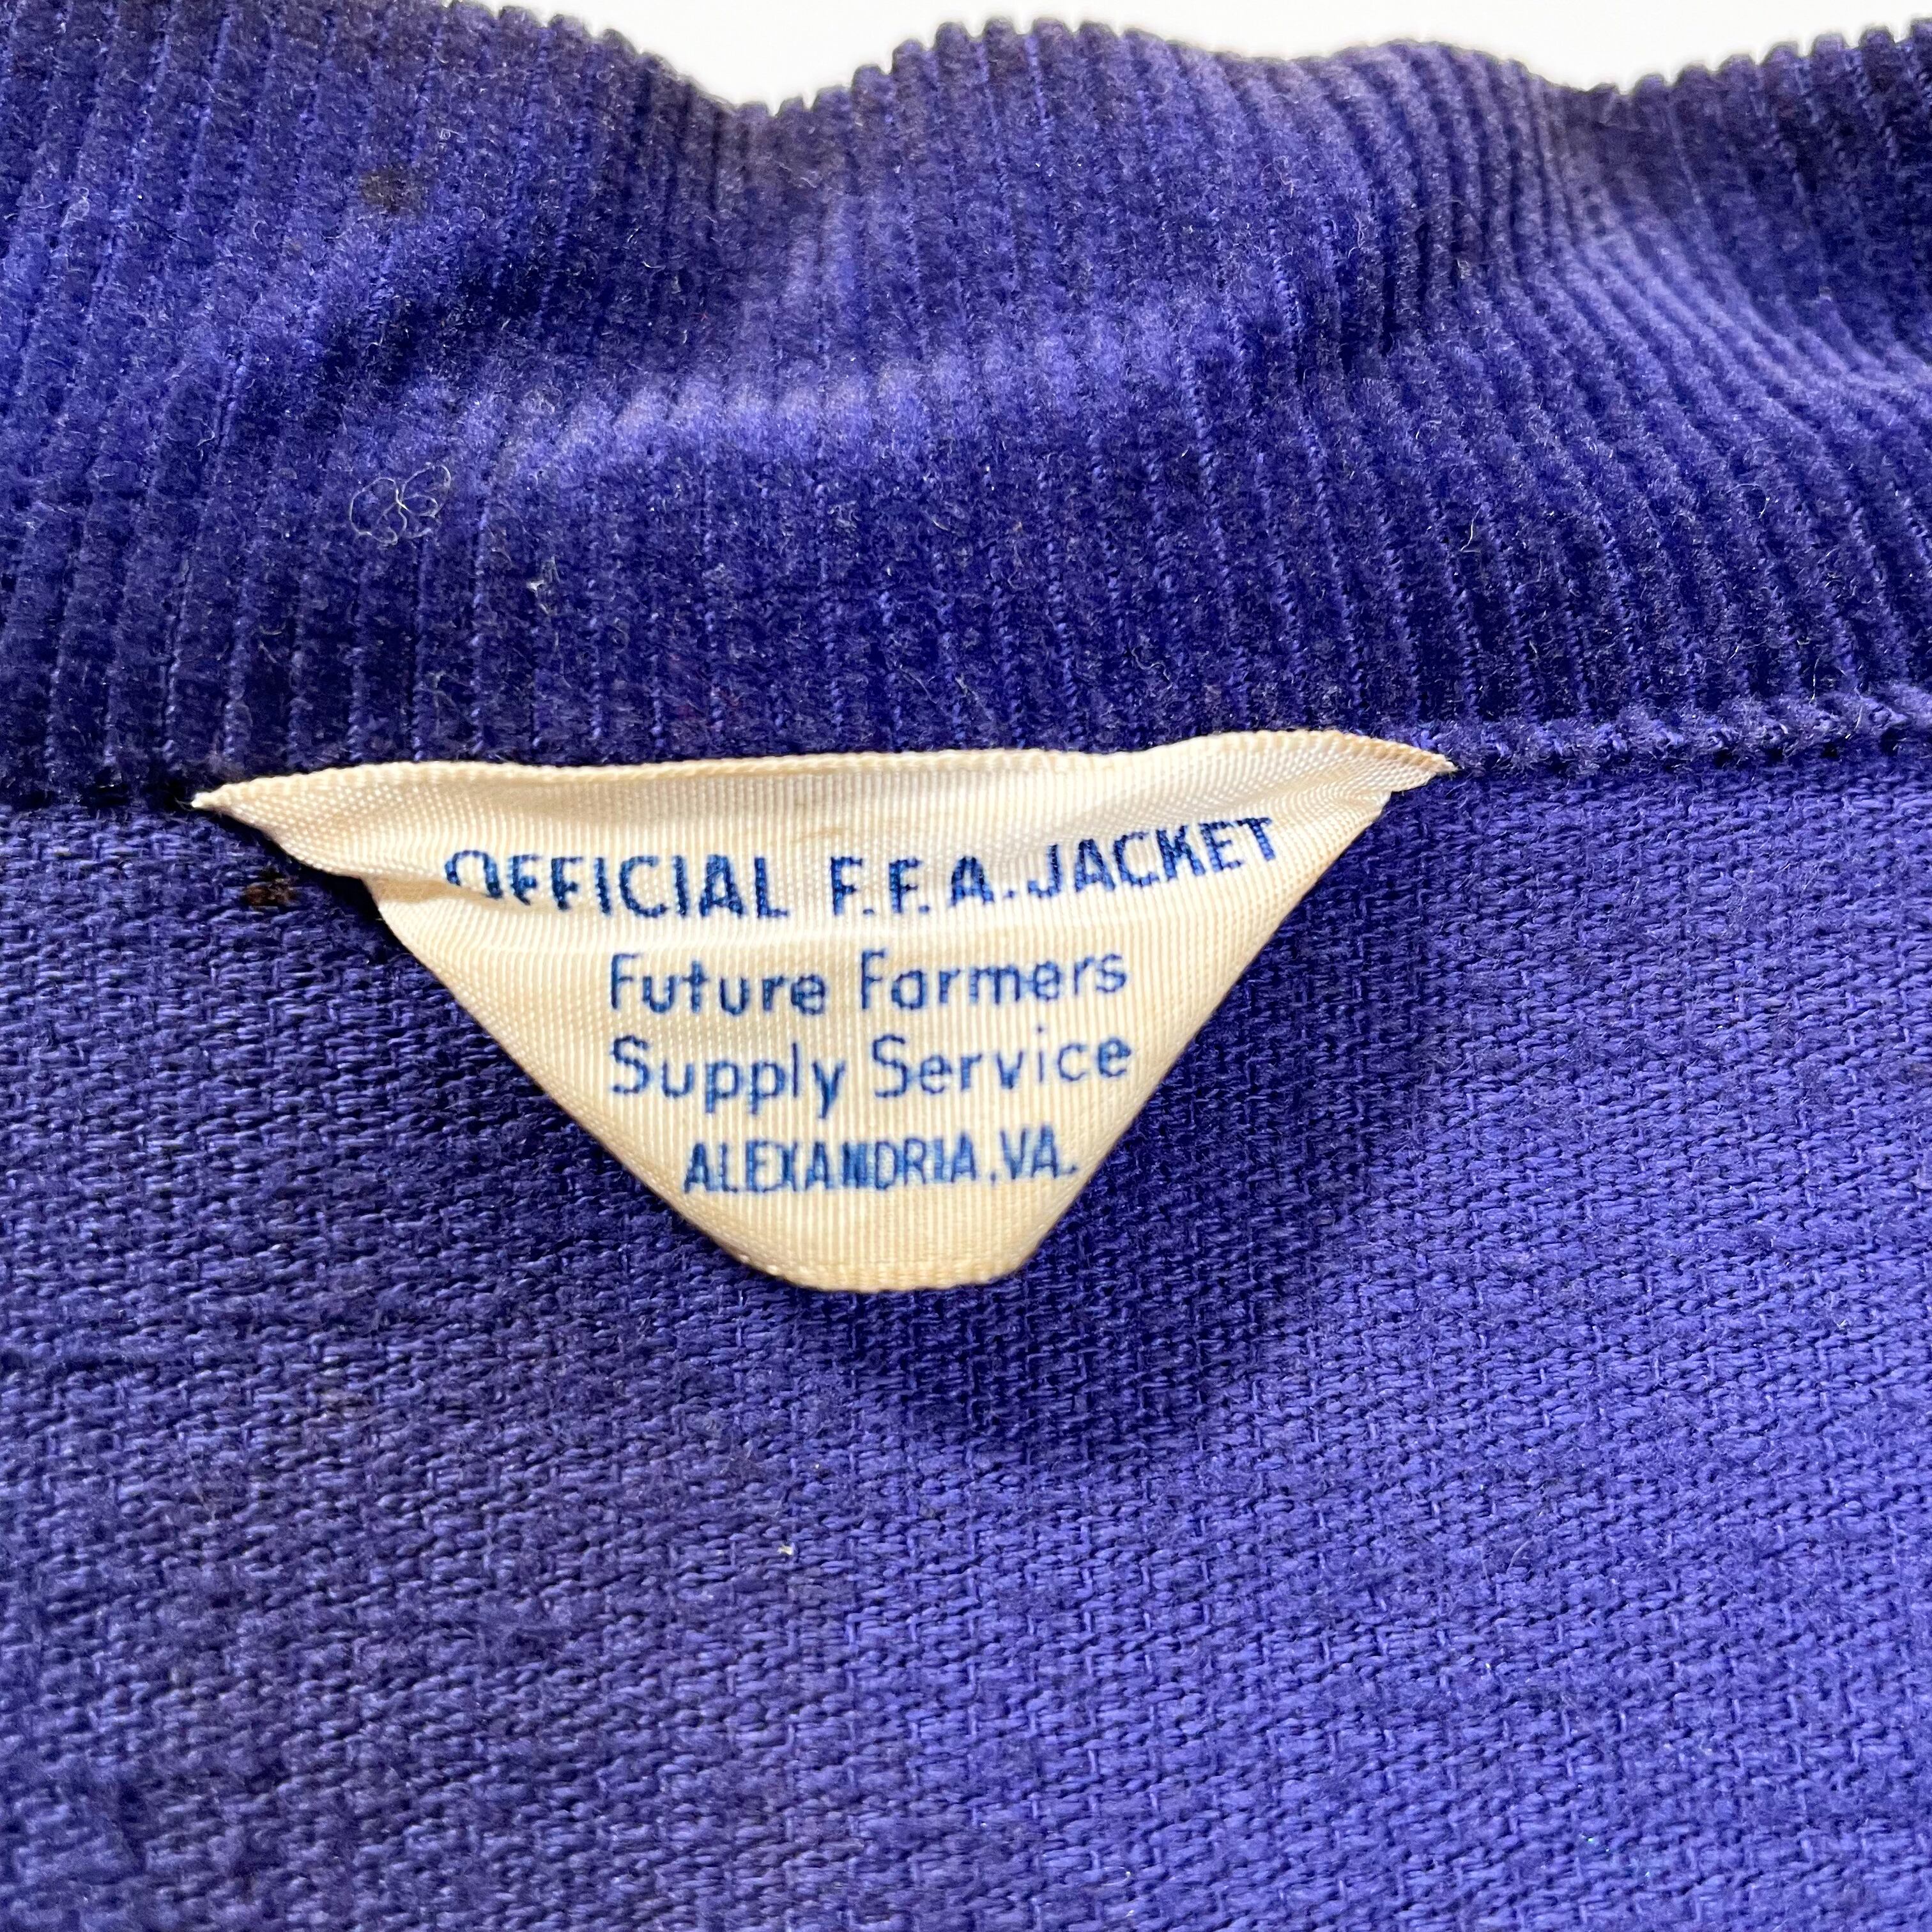 OFFICIAL F.F.A. JACKET
Future Farmers
Supply Service
ALEXANDRIA, VA.